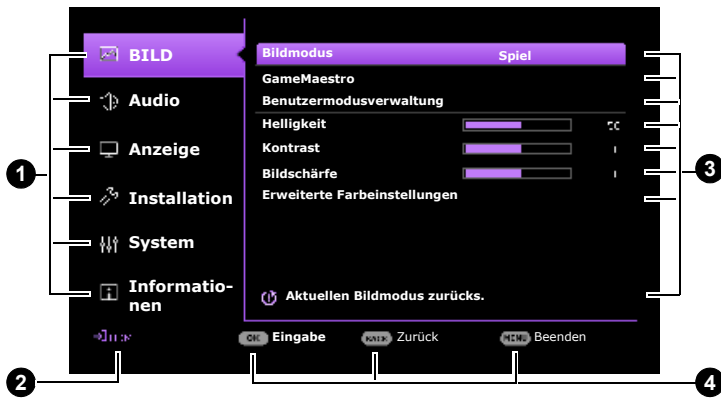 BILD
Audio
Anzeige
Installation
System
Informatio-
nen
Bildmodus Spiel
GameMaestro
Benutzermodusverwaltung
Helligkeit
Kontrast
Bildschärfe
Erweiterte Farbeinstellungen
Aktuellen Bildmodus zurücks.
OK Eingabe BACK Zurück MENU Beenden
1
2
3
4